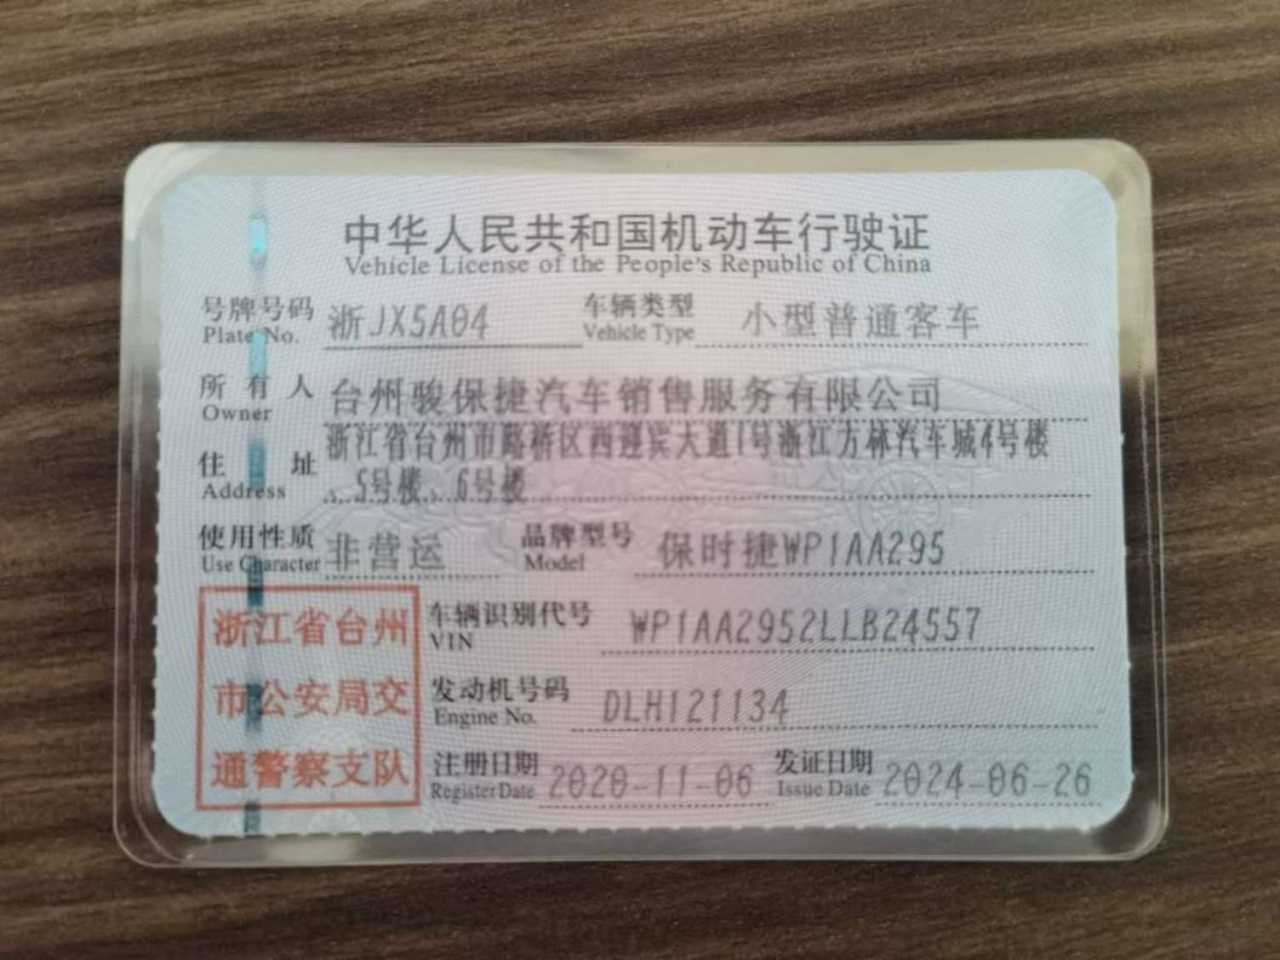 中华人民共和国机动车行驶证
Vehicle License of the People's Republic of China
号牌号码 浙JX5A04 车辆类型 小型普通客车
Plate No. Vehicle Type
所有人 台州骏保捷汽车销售服务有限公司
Owner
浙江省台州市路桥区西迎宾大道1号浙江方林汽车城4号楼
住址 、5号楼、6号楼
Address
使用性质 非营运 品牌型号 保时捷WP1AA295
Use Character Model
浙江省台州 车辆识别代号 WP1AA2952LLB24557
VIN
市公安局交 发动机号码 DLH121134
Engine No.
通警察支队 注册日期 2020-11-06 发证日期 2024-06-26
Register Date Issue Date